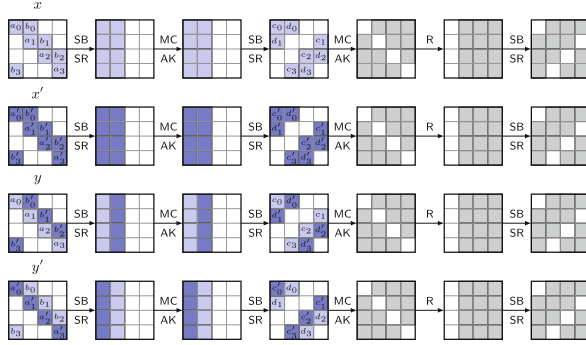 x
a₀ b₀ c₀ d₀
SB MC SB MC R SB
a₁ b₁ d₁ c₁
a₂ b₂ c₂ d₂
SR AK SR AK SR
b₃ a₃ c₃ d₃
x′
a′₀ b′₀ c′₀ d′₀
SB MC SB MC R SB
a′₁ b′₁ d′₁ c′₁
a′₂ b′₂ c′₂ d′₂
SR AK SR AK SR
b′₃ a′₃ c′₃ d′₃
y
a₀ b′₀ c₀ d′₀
SB MC SB MC R SB
a₁ b′₁ d′₁ c₁
a₂ b′₂ c₂ d′₂
SR AK SR AK SR
b′₃ a₃ c₃ d′₃
y′
a′₀ b₀ c′₀ d₀
SB MC SB MC R SB
a′₁ b₁ d₁ c′₁
a′₂ b₂ c′₂ d₂
SR AK SR AK SR
b₃ a′₃ c′₃ d₃